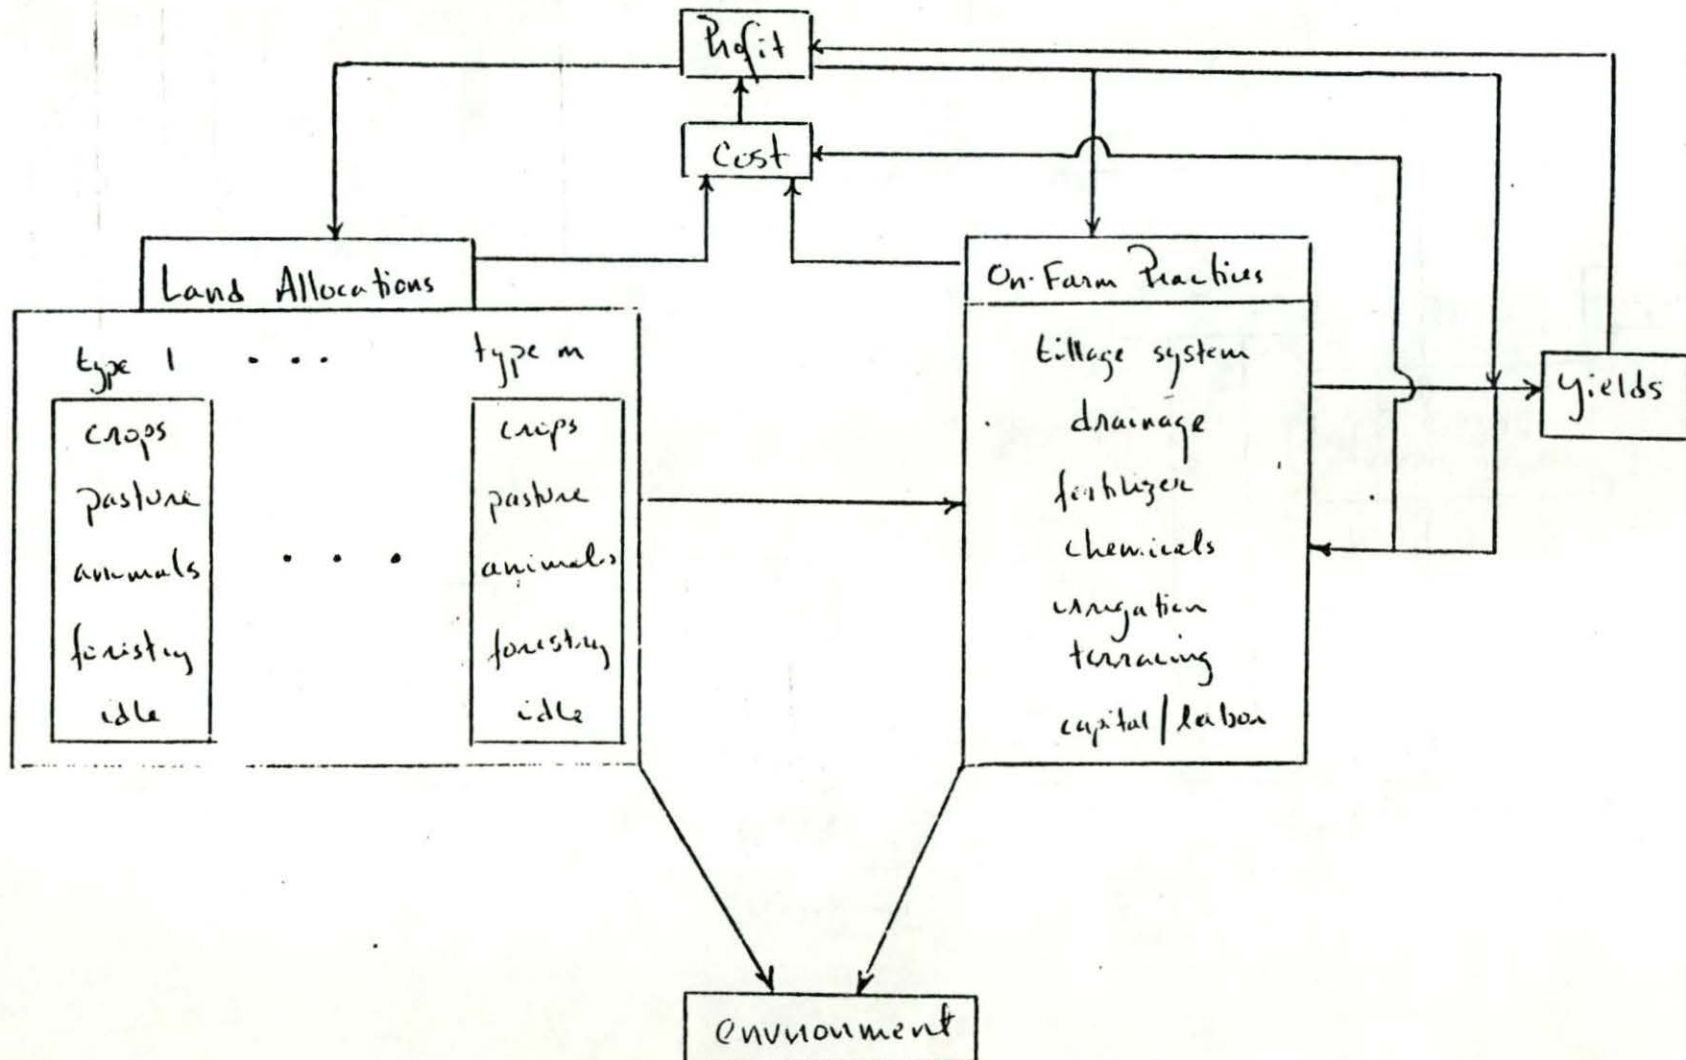 Profit
Cost
Land Allocations
On-Farm Practices
type 1 . . . type m
crops
pasture
animals
forestry
idle
. . .
crops
pasture
animals
forestry
idle
tillage system
drainage
fertilizer
chemicals
irrigation
terracing
capital/labor
yields
environment